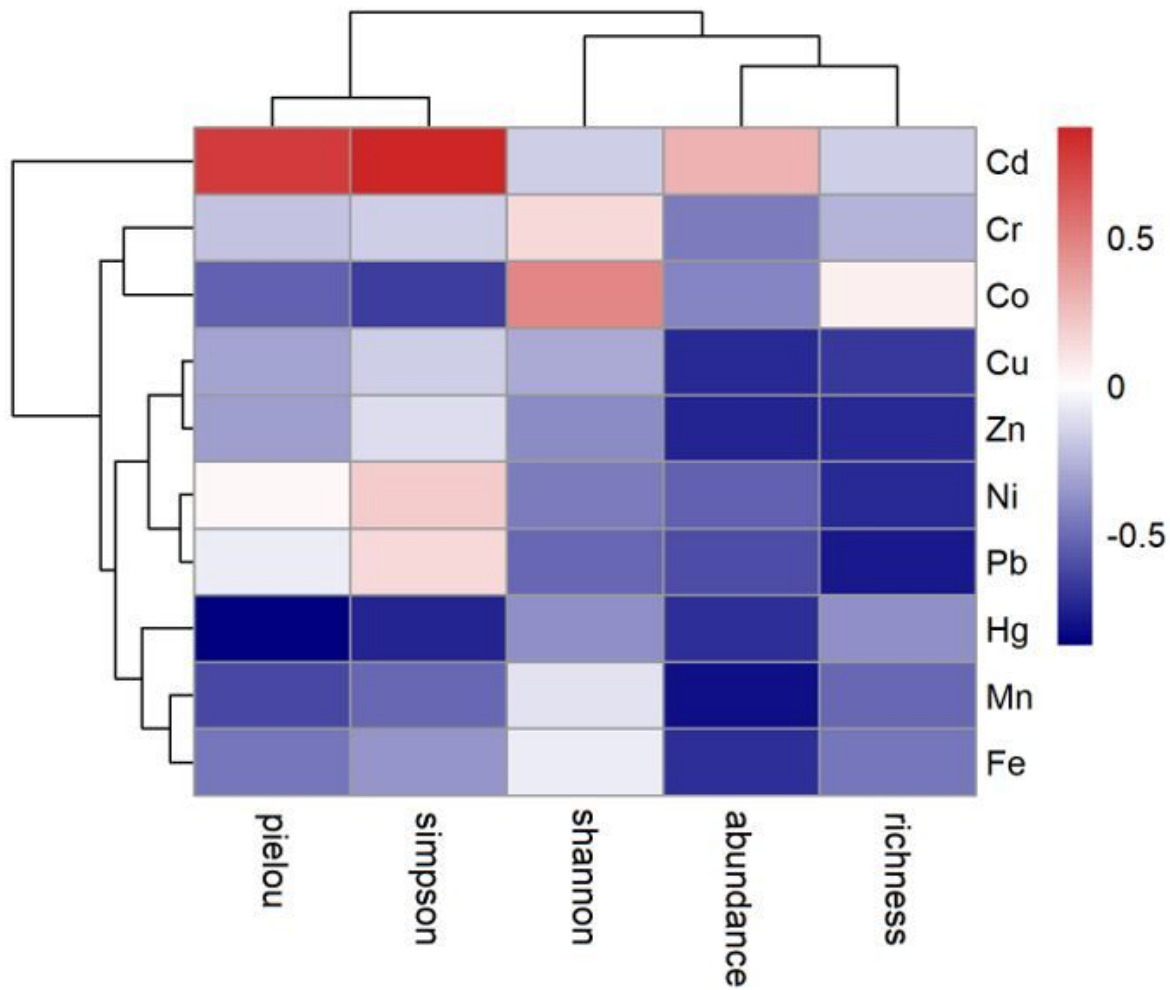 Cd
Cr
Co
Cu
Zn
Ni
Pb
Hg
Mn
Fe
0.5
0
-0.5
pielou
simpson
shannon
abundance
richness